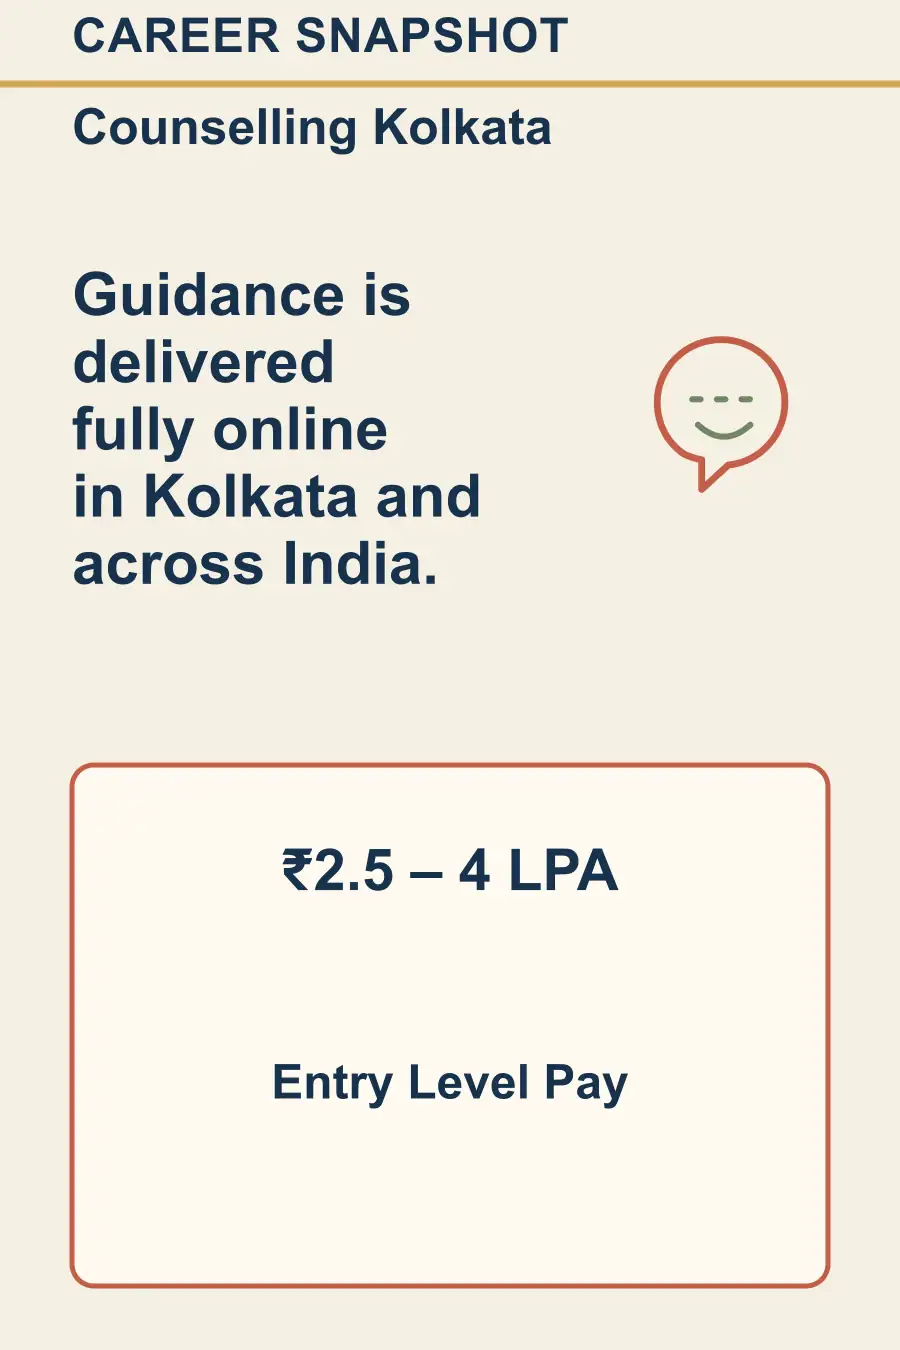 CAREER SNAPSHOT
Counselling Kolkata
Guidance is
delivered
fully online
in Kolkata and
across India.
₹2.5 – 4 LPA
Entry Level Pay